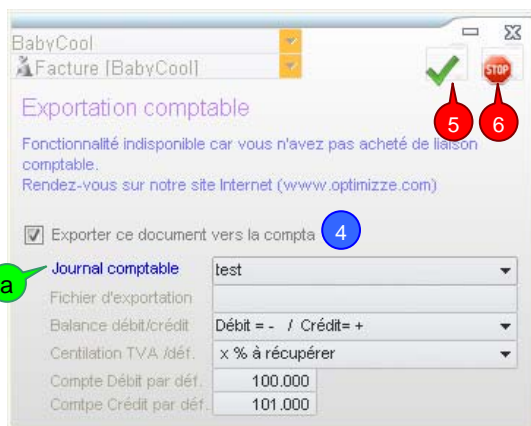 BabyCool
Facture [BabyCool]
STOP
Exportation comptable
5
6
Fonctionnalité indisponible car vous n'avez pas acheté de liaison
comptable.
Rendez-vous sur notre site Internet (wwww.optimizze.com)
Exporter ce document vers la compta
4
a
Journal comptable
test
Fichier d'exportation
Balance débit/crédit
Débit = - / Crédit= +
Centilation TVA /déf.
x % à récupérer
Compte Débit par déf.
100.000
Comtpe Crédit par déf.
101.000